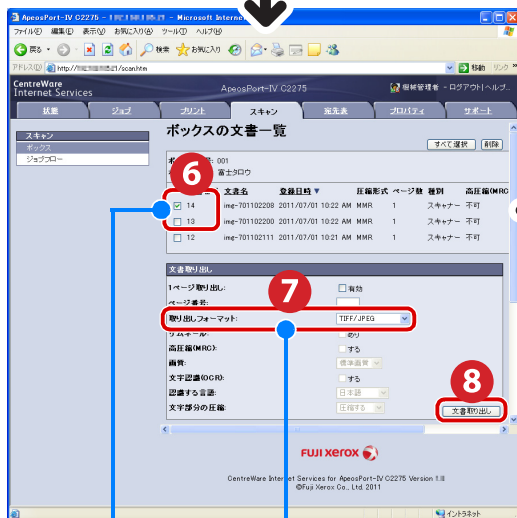 ApeosPort-IV C2275 - Microsoft Internet
ファイル(F) 編集(E) 表示(V) お気に入り(A) ツール(T) ヘルプ(H)
戻る 検索 お気に入り
アドレス(D) http:// /scan.htm 移動 リンク »
CentreWare
Internet Services
ApeosPort-IV C2275
機械管理者 - ログアウト | ヘルプ..
状態 ジョブ プリント スキャン 宛先表 プロパティ サポート
スキャン
ボックス
ジョブフロー
ボックスの文書一覧
すべて選択 削除
001
富士タロウ
6
文書名 登録日時 ▼ 圧縮形式 ページ数 種別 高圧縮(MRC
14 img-701102208 2011/07/01 10:22 AM MMR 1 スキャナー 不可
13 img-701102200 2011/07/01 10:22 AM MMR 1 スキャナー 不可
12 img-701102111 2011/07/01 10:21 AM MMR 1 スキャナー 不可
文書取り出し
1ページ取り出し: 有効
7
ページ番号:
取り出しフォーマット: TIFF/JPEG
サムネール: あり
高圧縮(MRC): する
画質: 標準画質
文字認識(OCR): する
8
認識する言語: 日本語
文字部分の圧縮: 圧縮する
文書取り出し
FUJI XEROX
CentreWare Internet Services for ApeosPort-IV C2275 Version 1.11
©Fuji Xerox Co., Ltd. 2011
イントラネット